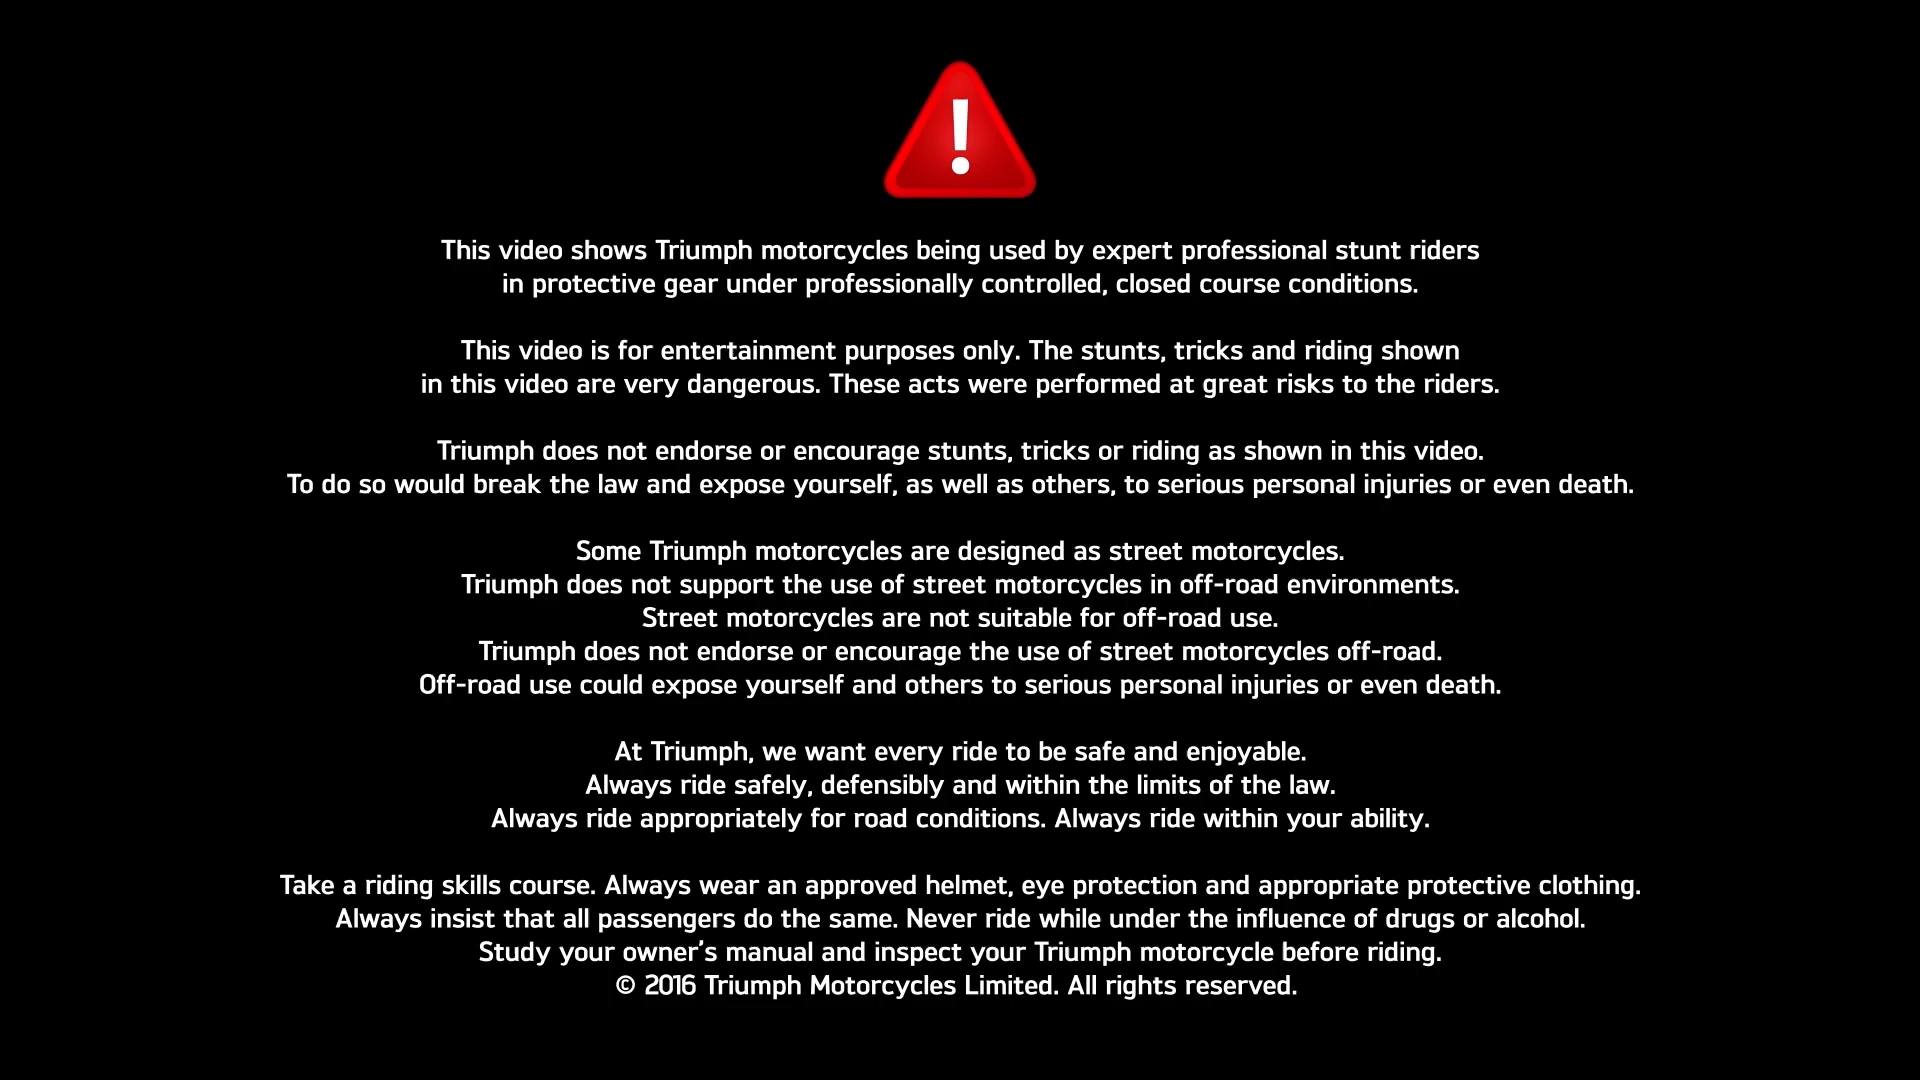 !
This video shows Triumph motorcycles being used by expert professional stunt riders
in protective gear under professionally controlled, closed course conditions.
This video is for entertainment purposes only. The stunts, tricks and riding shown
in this video are very dangerous. These acts were performed at great risks to the riders.
Triumph does not endorse or encourage stunts, tricks or riding as shown in this video.
To do so would break the law and expose yourself, as well as others, to serious personal injuries or even death.
Some Triumph motorcycles are designed as street motorcycles.
Triumph does not support the use of street motorcycles in off-road environments.
Street motorcycles are not suitable for off-road use.
Triumph does not endorse or encourage the use of street motorcycles off-road.
Off-road use could expose yourself and others to serious personal injuries or even death.
At Triumph, we want every ride to be safe and enjoyable.
Always ride safely, defensibly and within the limits of the law.
Always ride appropriately for road conditions. Always ride within your ability.
Take a riding skills course. Always wear an approved helmet, eye protection and appropriate protective clothing.
Always insist that all passengers do the same. Never ride while under the influence of drugs or alcohol.
Study your owner’s manual and inspect your Triumph motorcycle before riding.
© 2016 Triumph Motorcycles Limited. All rights reserved.